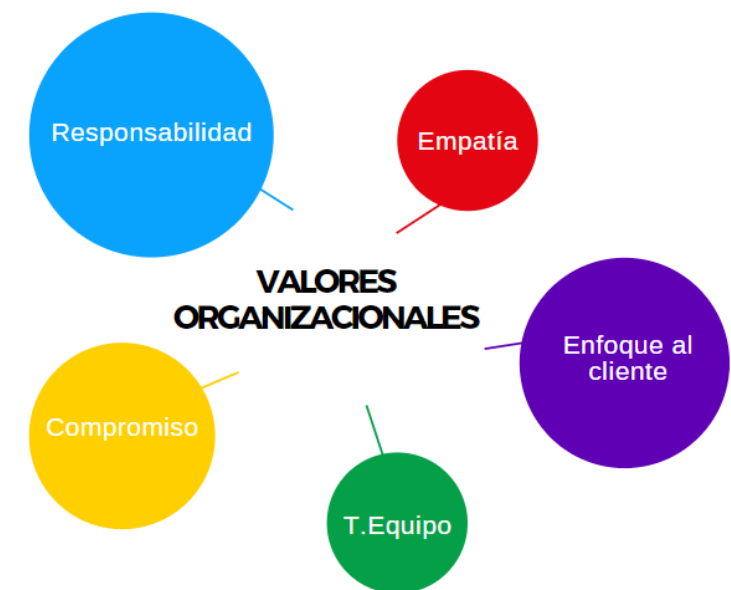 Responsabilidad
Empatía
VALORES
ORGANIZACIONALES
Enfoque al
cliente
Compromiso
T.Equipo